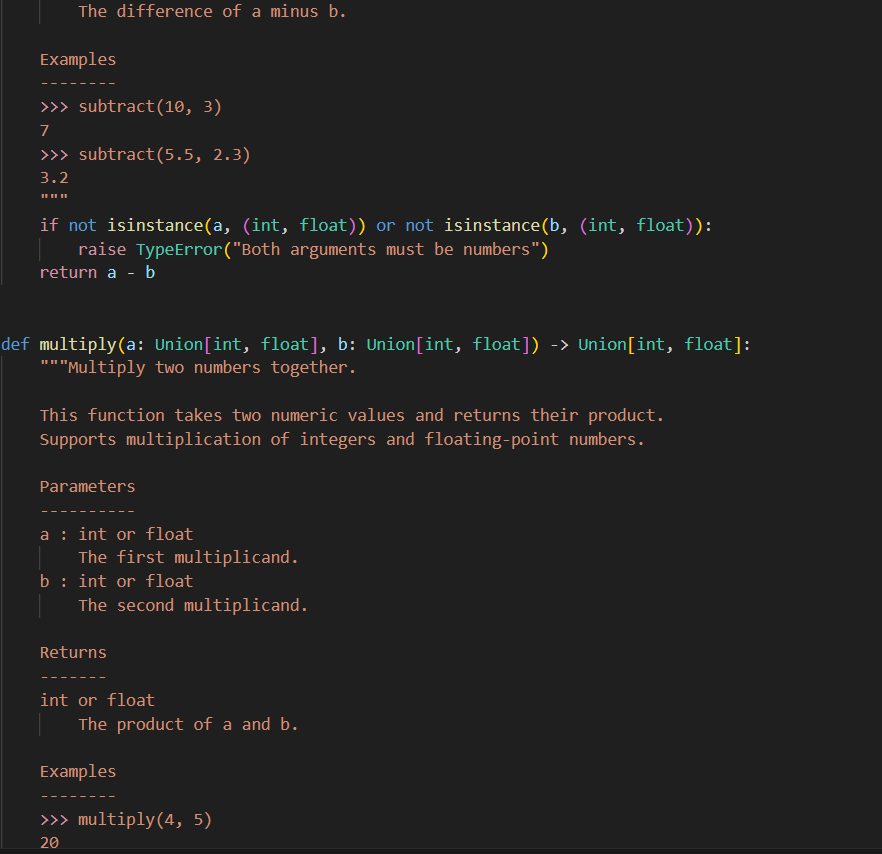 The difference of a minus b.

Examples
--------
>>> subtract(10, 3)
7
>>> subtract(5.5, 2.3)
3.2
"""
if not isinstance(a, (int, float)) or not isinstance(b, (int, float)):
raise TypeError("Both arguments must be numbers")
return a - b

def multiply(a: Union[int, float], b: Union[int, float]) -> Union[int, float]:
"""Multiply two numbers together.

This function takes two numeric values and returns their product.
Supports multiplication of integers and floating-point numbers.

Parameters
----------
a : int or float
The first multiplicand.
b : int or float
The second multiplicand.

Returns
-------
int or float
The product of a and b.

Examples
--------
>>> multiply(4, 5)
20